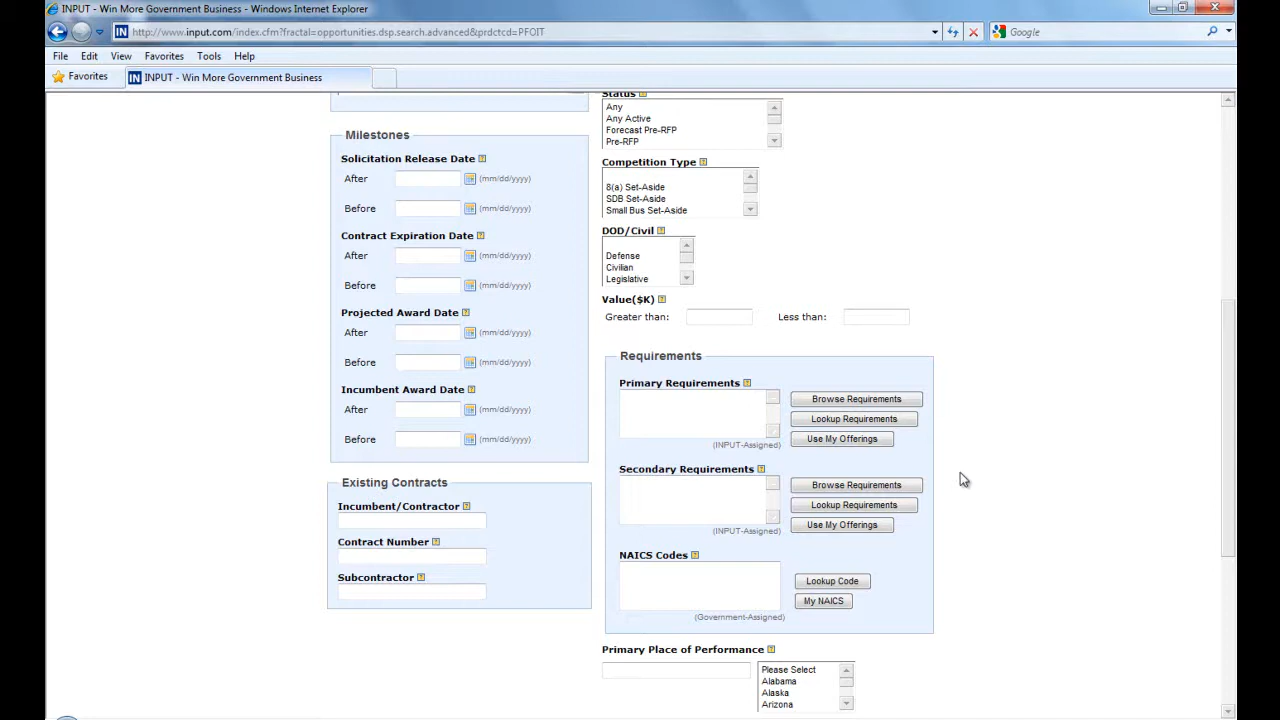 INPUT - Win More Government Business - Windows Internet Explorer
http://www.input.com/index.cfm?fractal=opportunities.dsp.search.advanced&prdctcd=PFOIT
Google
File Edit View Favorites Tools Help
Favorites
INPUT - Win More Government Business
Milestones
Solicitation Release Date
After (mm/dd/yyyy)
Before (mm/dd/yyyy)
Contract Expiration Date
After (mm/dd/yyyy)
Before (mm/dd/yyyy)
Projected Award Date
After (mm/dd/yyyy)
Before (mm/dd/yyyy)
Incumbent Award Date
After (mm/dd/yyyy)
Before (mm/dd/yyyy)
Existing Contracts
Incumbent/Contractor
Contract Number
Subcontractor
Status
Any
Any Active
Forecast Pre-RFP
Pre-RFP
Competition Type
8(a) Set-Aside
SDB Set-Aside
Small Bus Set-Aside
DOD/Civil
Defense
Civilian
Legislative
Value($K)
Greater than: Less than:
Requirements
Primary Requirements
Browse Requirements
Lookup Requirements
Use My Offerings
(INPUT-Assigned)
Secondary Requirements
Browse Requirements
Lookup Requirements
Use My Offerings
(INPUT-Assigned)
NAICS Codes
Lookup Code
My NAICS
(Government-Assigned)
Primary Place of Performance
Please Select
Alabama
Alaska
Arizona